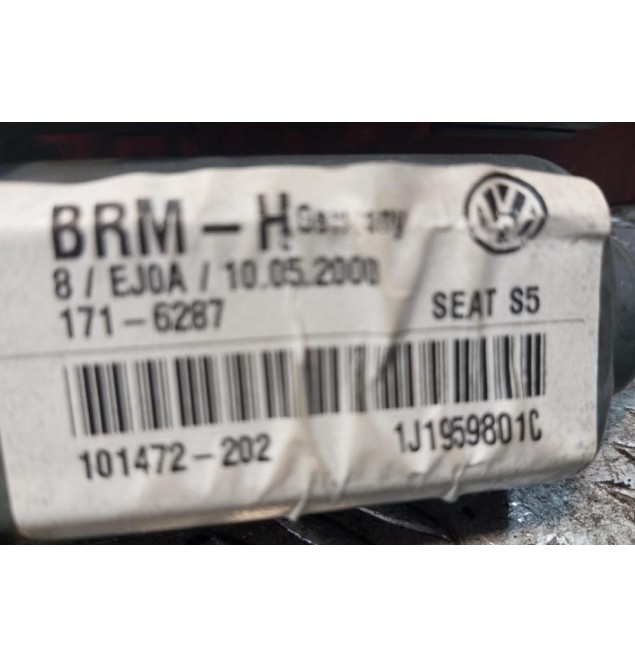 BRM - H Germany
8 / EJ0A / 10.05.2000
171 - 6287 SEAT S5
101472 - 202 1J1959801C